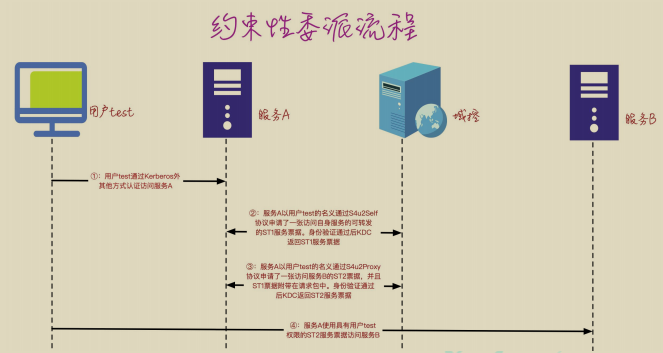 约束性委派流程
用户test
服务A
域控
服务B
①：用户test通过Kerberos外
其他方式认证访问服务A
②：服务A以用户test的名义通过S4u2Self
协议申请了一张访问自身服务的可转发
的ST1服务票据。身份验证通过后KDC
返回ST1服务票据
③：服务A以用户test的名义通过S4u2Proxy
协议申请了一张访问服务B的ST2票据，并且
ST1票据附带在请求包中。身份验证通过
后KDC返回ST2服务票据
④：服务A使用具有用户test
权限的ST2服务票据访问服务B